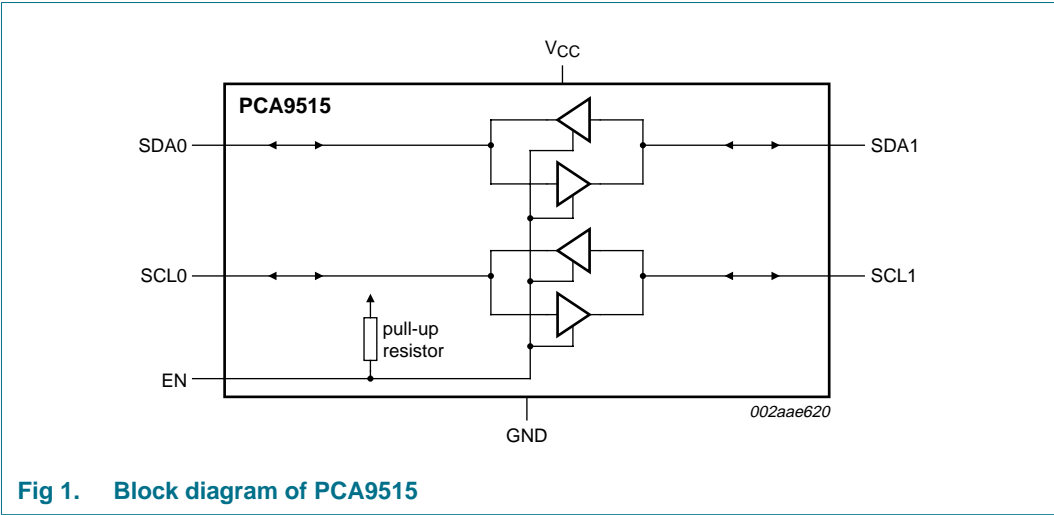 VCC
PCA9515
SDA0
SDA1
SCL0
SCL1
pull-up
resistor
EN
002aae620
GND
Fig 1. Block diagram of PCA9515